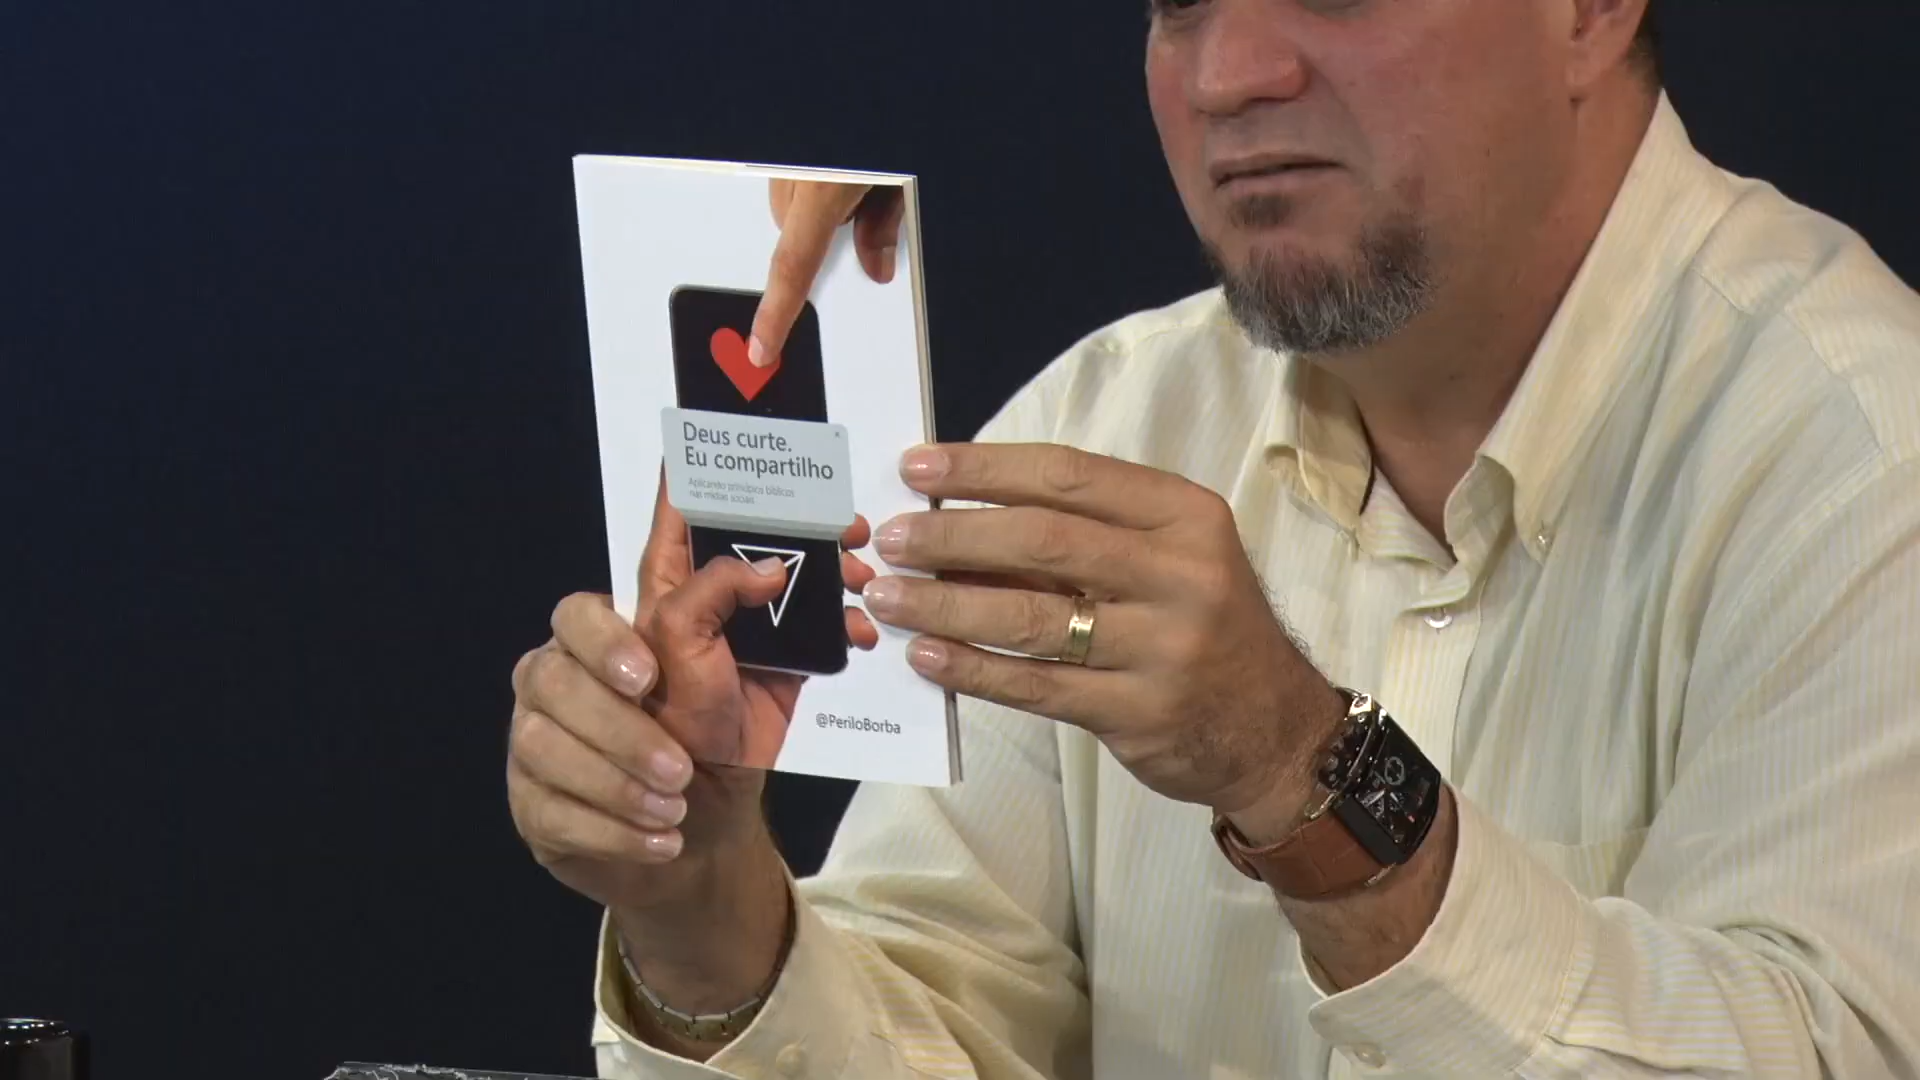 Deus curte.
Eu compartilho
Aplicando princípios bíblicos
nas mídias sociais
@PeriloBorba